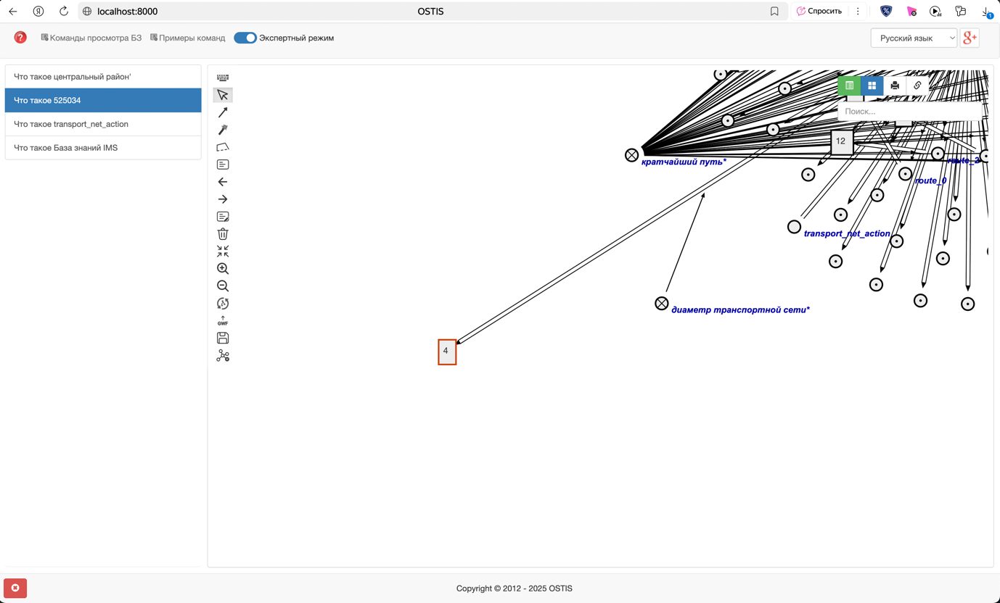 localhost:8000
OSTIS
Спросить
1
Команды просмотра БЗ
Примеры команд
Экспертный режим
Русский язык
g+
Что такое центральный район'
Что такое 525034
Что такое transport_net_action
Что такое База знаний IMS
GWF
Поиск...
12
кратчайший путь*
route_2
route_0
transport_net_action
диаметр транспортной сети*
4
Copyright © 2012 - 2025 OSTIS